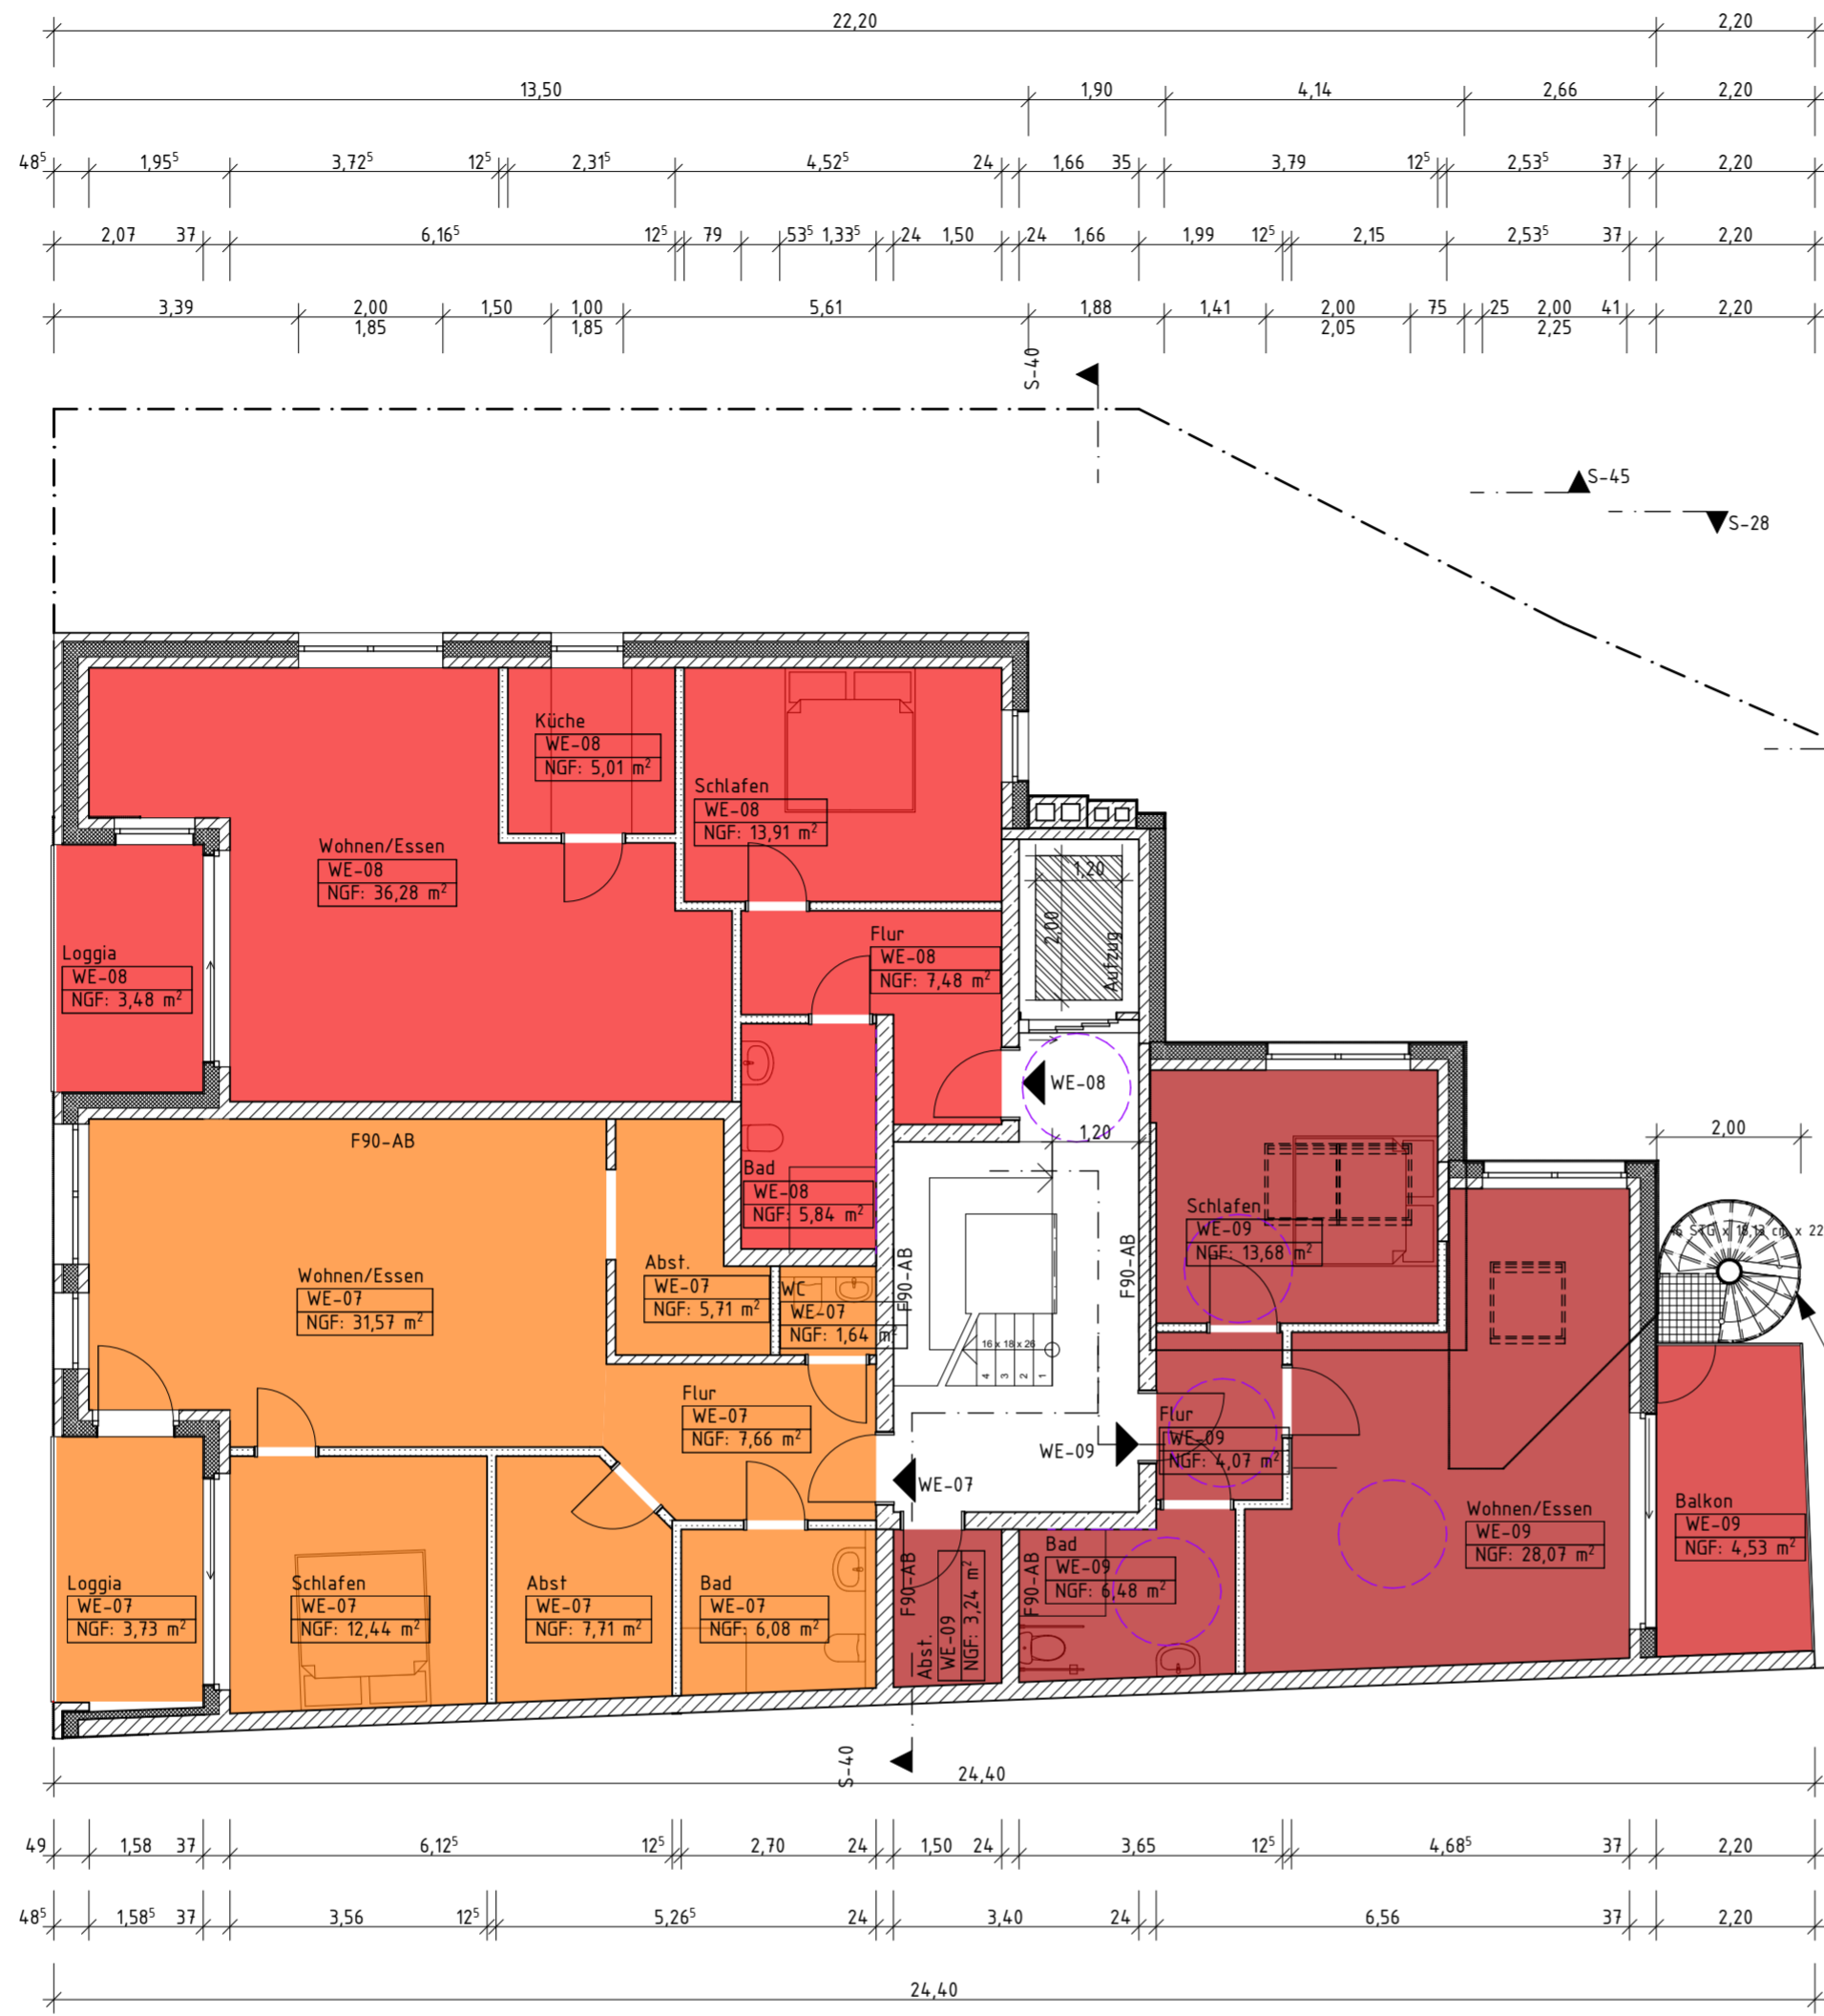 22,20 2,20
13,50 1,90 4,14 2,66 2,20
48⁵ 1,95⁵ 3,72⁵ 12⁵ 2,31⁵ 4,52⁵ 24 1,66 35 3,79 12⁵ 2,53⁵ 37 2,20
2,07 37 6,16⁵ 12⁵ 79 53⁵ 1,33⁵ 24 1,50 24 1,66 1,99 12⁵ 2,15 2,53⁵ 37 2,20
3,39 2,00 1,50 1,00 5,61 1,88 1,41 2,00 75 25 2,00 41 2,20
1,85 1,85 2,05 2,25
S-40
S-45
S-28
Küche
WE-08
NGF: 5,01 m²
Schlafen
WE-08
NGF: 13,91 m²
Wohnen/Essen
WE-08
NGF: 36,28 m²
Loggia
WE-08
NGF: 3,48 m²
Flur
WE-08
NGF: 7,48 m²
1,20
2,00
Aufzug
WE-08
1,20
2,00
F90-AB
Bad
WE-08
NGF: 5,84 m²
Schlafen
WE-09
NGF: 13,68 m²
16 STG x 18,13 cm x 22
F90-AB
F90-AB
Abst.
WE-07
NGF: 5,71 m²
WC
WE-07
NGF: 1,64 m²
Wohnen/Essen
WE-07
NGF: 31,57 m²
16 x 18 x 26
4 3 2 1
Flur
WE-07
NGF: 7,66 m²
Flur
WE-09
NGF: 4,07 m²
WE-09
WE-07
Wohnen/Essen
WE-09
NGF: 28,07 m²
Balkon
WE-09
NGF: 4,53 m²
Loggia
WE-07
NGF: 3,73 m²
Schlafen
WE-07
NGF: 12,44 m²
Abst
WE-07
NGF: 7,71 m²
Bad
WE-07
NGF: 6,08 m²
F90-AB
Abst.
WE-09
NGF: 3,24 m²
F90-AB
Bad
WE-09
NGF: 6,48 m²
S-40
24,40
49 1,58 37 6,12⁵ 12⁵ 2,70 24 1,50 24 3,65 12⁵ 4,68⁵ 37 2,20
48⁵ 1,58⁵ 37 3,56 12⁵ 5,26⁵ 24 3,40 24 6,56 37 2,20
24,40